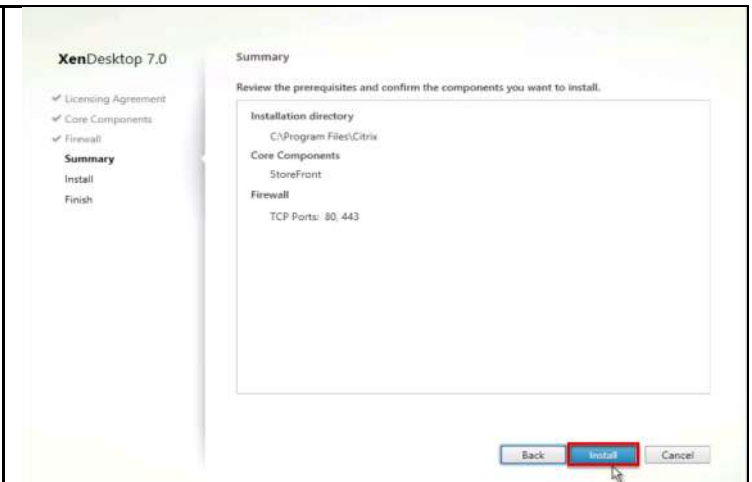 XenDesktop 7.0
Licensing Agreement
Core Components
Firewall
Summary
Install
Finish
Summary
Review the prerequisites and confirm the components you want to install.
Installation directory
C:\Program Files\Citrix
Core Components
StoreFront
Firewall
TCP Ports: 80, 443
Back Install Cancel